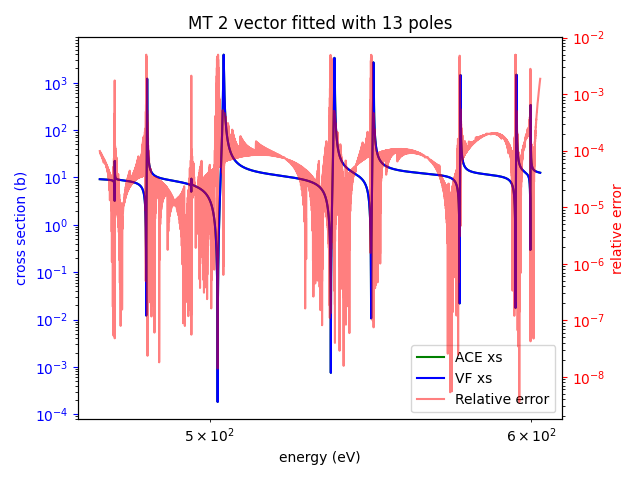 MT 2 vector fitted with 13 poles
10³
10²
10¹
10⁰
10⁻¹
10⁻²
10⁻³
10⁻⁴
cross section (b)
10⁻²
10⁻³
10⁻⁴
10⁻⁵
10⁻⁶
10⁻⁷
10⁻⁸
relative error
ACE xs
VF xs
Relative error
5 × 10²
6 × 10²
energy (eV)